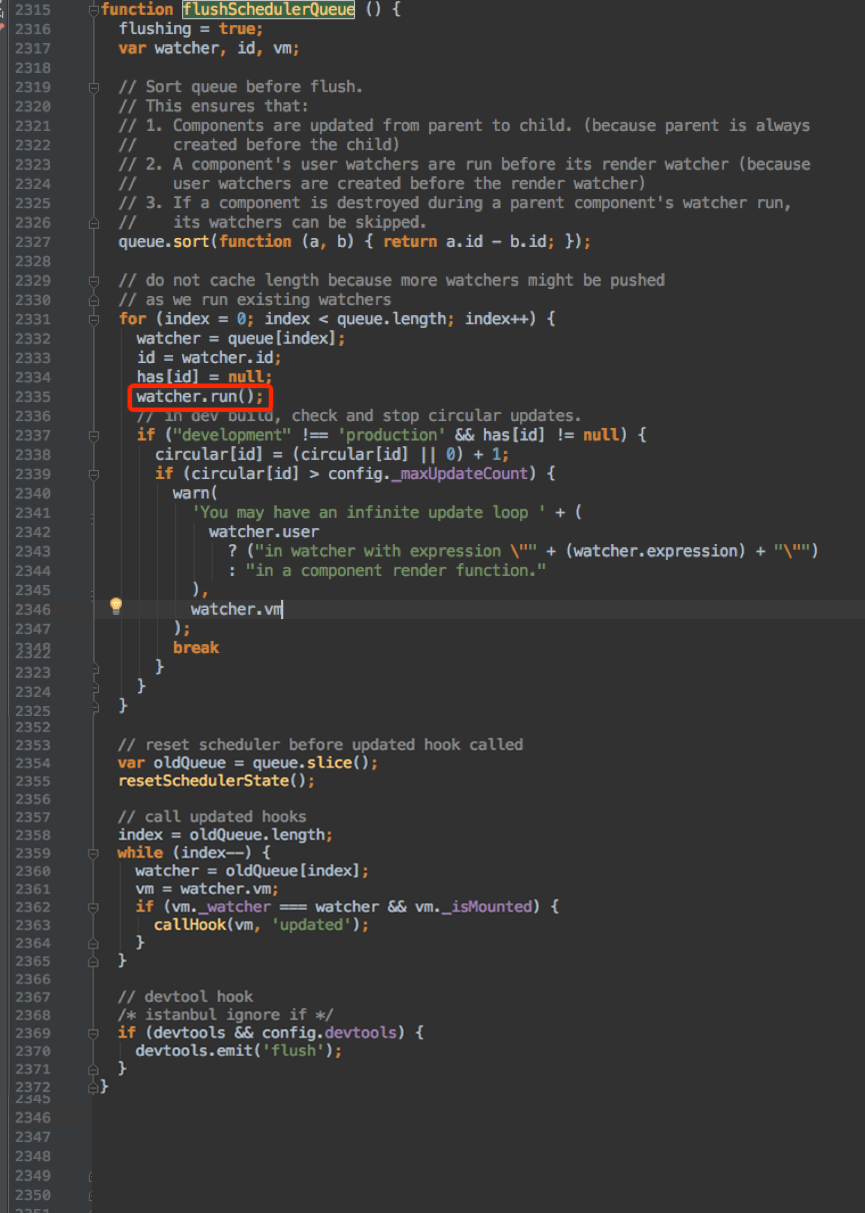 2315 function flushSchedulerQueue () {
2316   flushing = true;
2317   var watcher, id, vm;
2318
2319   // Sort queue before flush.
2320   // This ensures that:
2321   // 1. Components are updated from parent to child. (because parent is always
2322   //    created before the child)
2323   // 2. A component's user watchers are run before its render watcher (because
2324   //    user watchers are created before the render watcher)
2325   // 3. If a component is destroyed during a parent component's watcher run,
2326   //    its watchers can be skipped.
2327   queue.sort(function (a, b) { return a.id - b.id; });
2328
2329   // do not cache length because more watchers might be pushed
2330   // as we run existing watchers
2331   for (index = 0; index < queue.length; index++) {
2332     watcher = queue[index];
2333     id = watcher.id;
2334     has[id] = null;
2335     watcher.run();
2336     // in dev build, check and stop circular updates.
2337     if ("development" !== 'production' && has[id] != null) {
2338       circular[id] = (circular[id] || 0) + 1;
2339       if (circular[id] > config._maxUpdateCount) {
2340         warn(
2341           'You may have an infinite update loop ' + (
2342             watcher.user
2343               ? ("in watcher with expression \"" + (watcher.expression) + "\"")
2344               : "in a component render function."
2345           ),
2346           watcher.vm
2347         );
2322         break
2323       }
2324     }
2325   }
2352
2353   // reset scheduler before updated hook called
2354   var oldQueue = queue.slice();
2355   resetSchedulerState();
2356
2357   // call updated hooks
2358   index = oldQueue.length;
2359   while (index--) {
2360     watcher = oldQueue[index];
2361     vm = watcher.vm;
2362     if (vm._watcher === watcher && vm._isMounted) {
2363       callHook(vm, 'updated');
2364     }
2365   }
2366
2367   // devtool hook
2368   /* istanbul ignore if */
2369   if (devtools && config.devtools) {
2370     devtools.emit('flush');
2371   }
2372 }
2345
2346
2347
2348
2349
2350